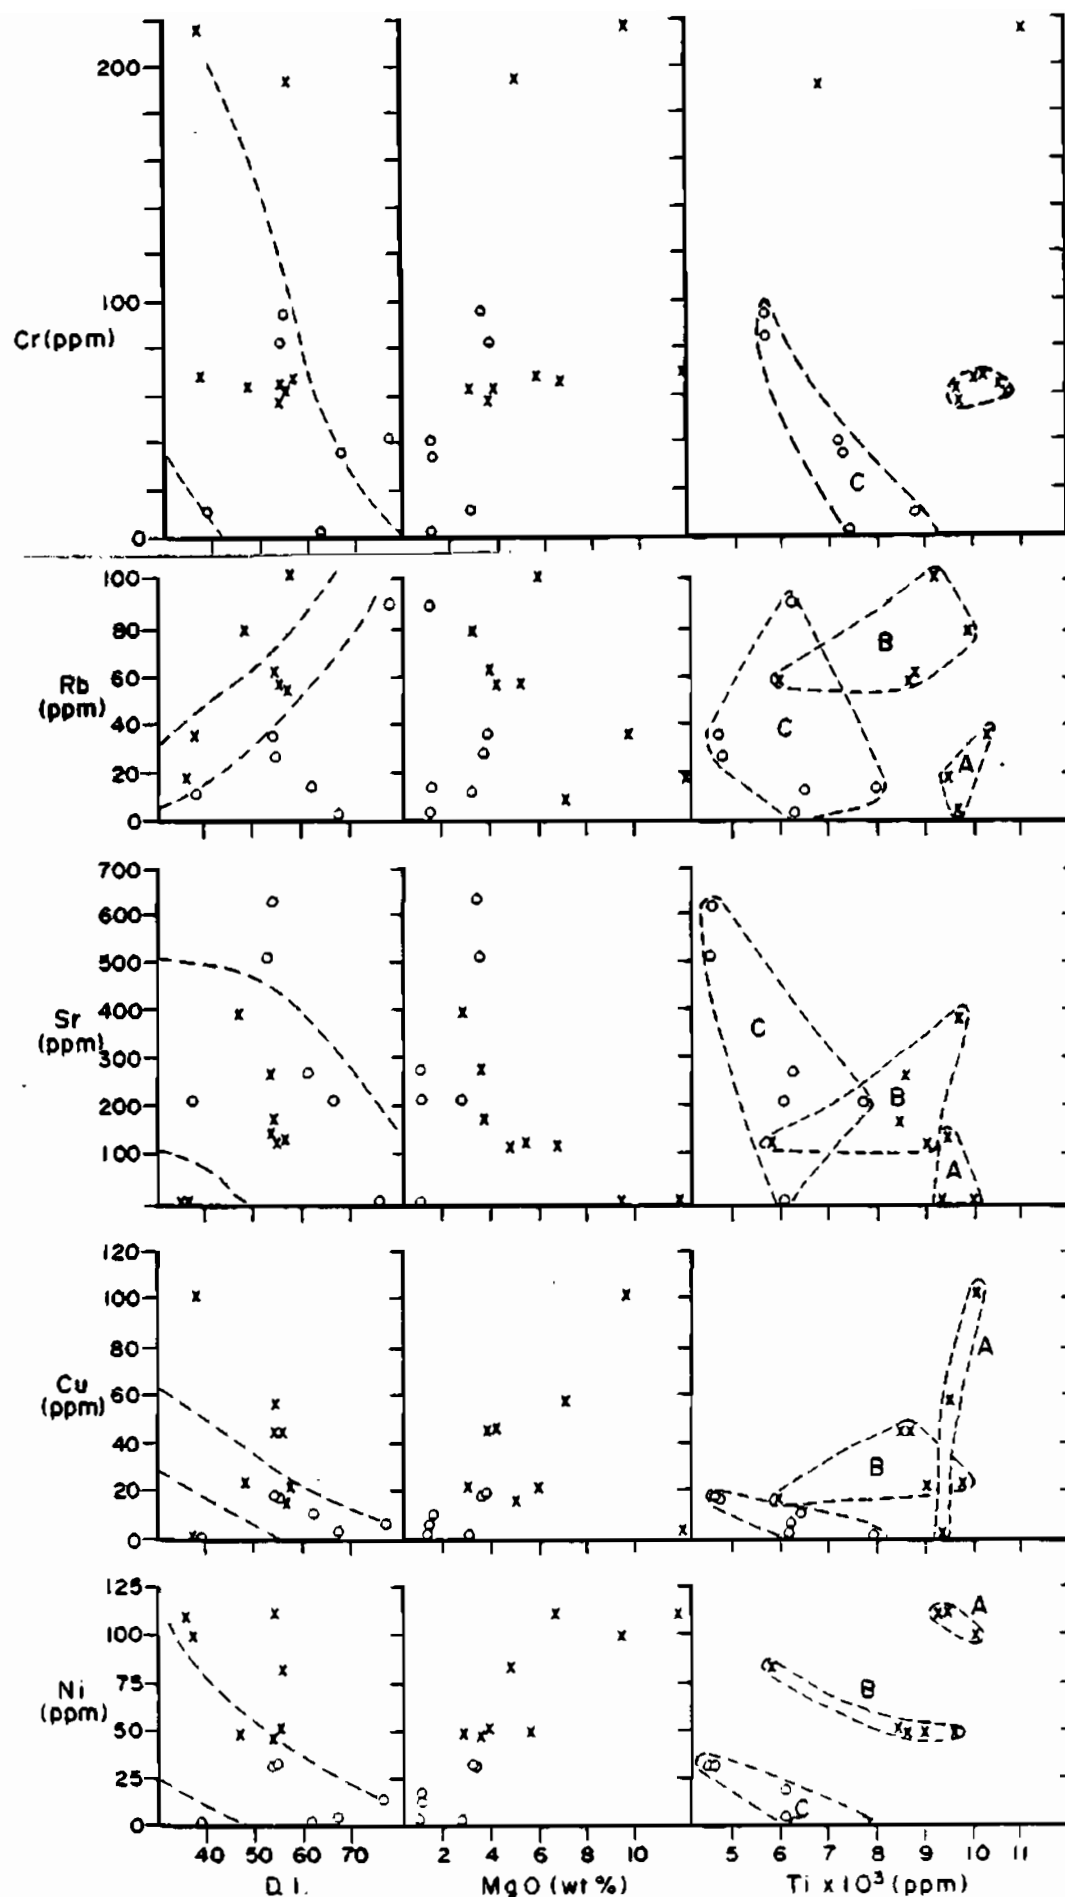 200
100
Cr(ppm)
0
C
100
80
60
Rb
(ppm)
40
20
0
B
C
A
700
600
500
400
Sr
(ppm)
300
200
100
C
B
A
120
100
80
Cu
(ppm)
60
40
20
0
A
B
125
100
75
Ni
(ppm)
50
25
0
A
B
C
40 50 60 70
2 4 6 8 10
5 6 7 8 9 10 11
D.I.
MgO (wt%)
Ti x 10³ (ppm)